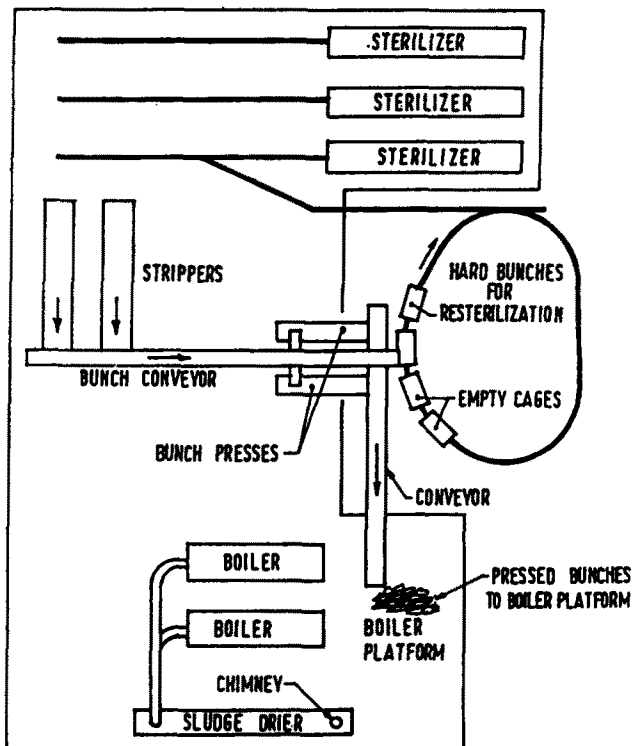 STERILIZER
STERILIZER
STERILIZER
STRIPPERS
HARD BUNCHES
FOR
RESTERILIZATION
BUNCH CONVEYOR
EMPTY CAGES
BUNCH PRESSES
CONVEYOR
BOILER
PRESSED BUNCHES
TO BOILER PLATFORM
BOILER
BOILER
PLATFORM
CHIMNEY
SLUDGE DRIER